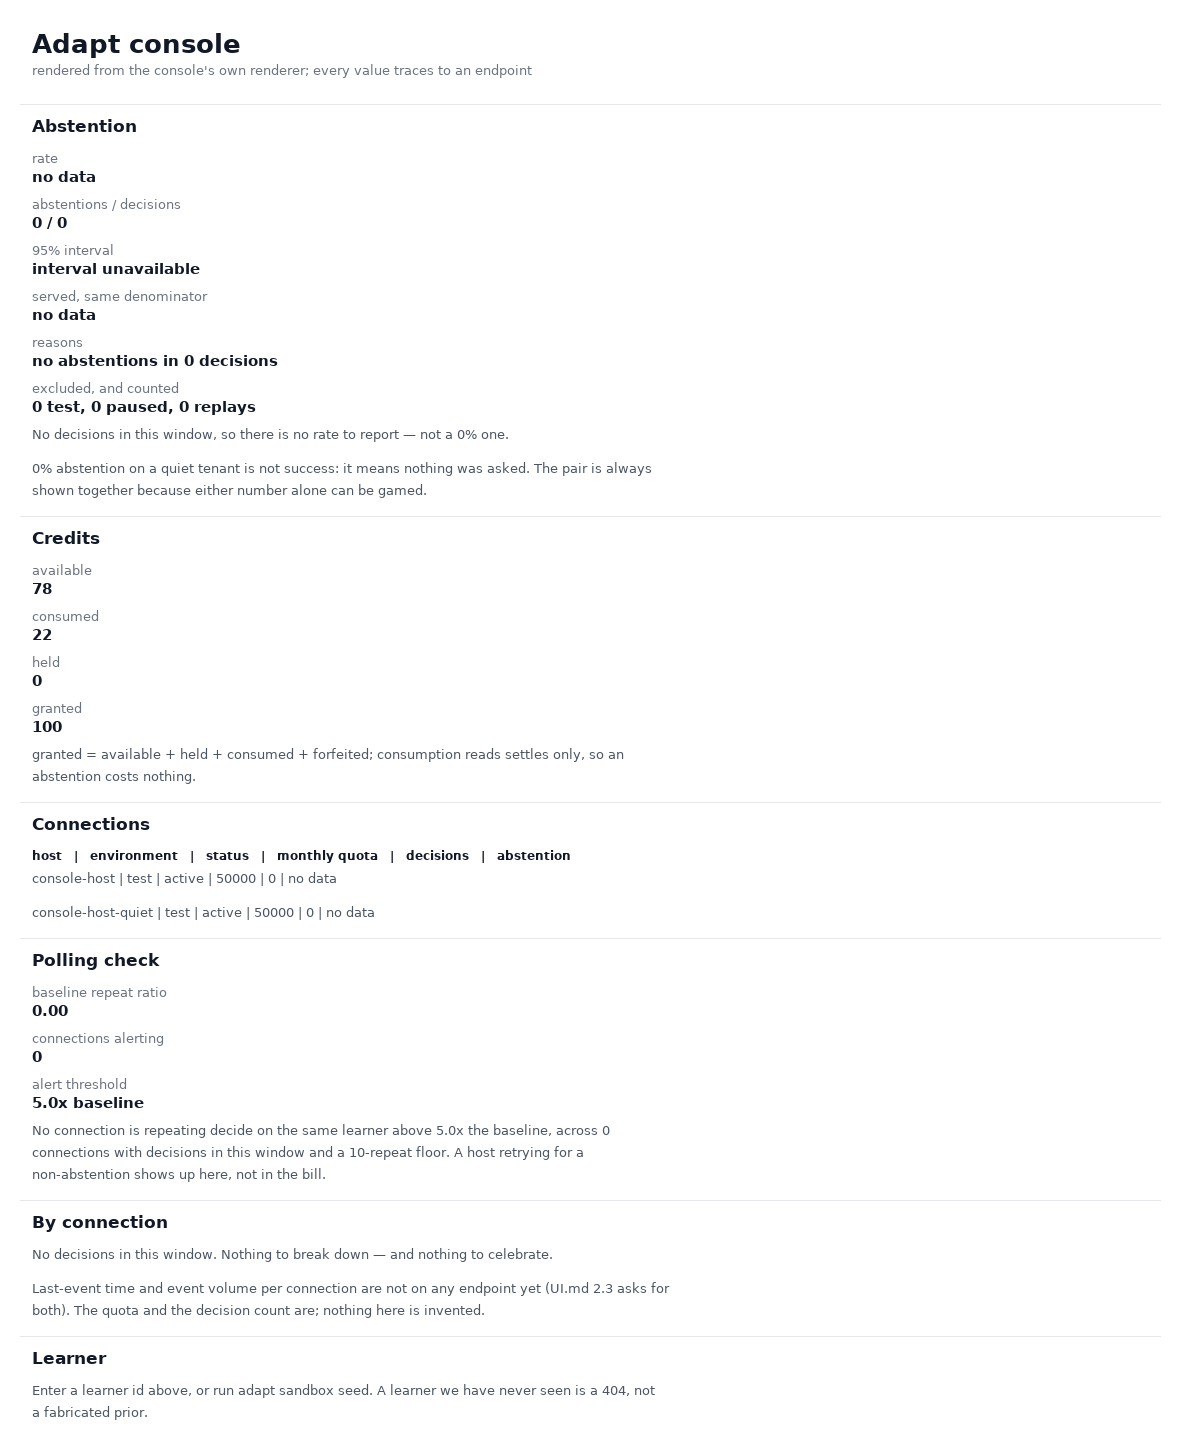 Adapt console
rendered from the console's own renderer; every value traces to an endpoint
Abstention
rate
no data
abstentions / decisions
0 / 0
95% interval
interval unavailable
served, same denominator
no data
reasons
no abstentions in 0 decisions
excluded, and counted
0 test, 0 paused, 0 replays
No decisions in this window, so there is no rate to report — not a 0% one.
0% abstention on a quiet tenant is not success: it means nothing was asked. The pair is always
shown together because either number alone can be gamed.
Credits
available
78
consumed
22
held
0
granted
100
granted = available + held + consumed + forfeited; consumption reads settles only, so an
abstention costs nothing.
Connections
host | environment | status | monthly quota | decisions | abstention
console-host | test | active | 50000 | 0 | no data
console-host-quiet | test | active | 50000 | 0 | no data
Polling check
baseline repeat ratio
0.00
connections alerting
0
alert threshold
5.0x baseline
No connection is repeating decide on the same learner above 5.0x the baseline, across 0
connections with decisions in this window and a 10-repeat floor. A host retrying for a
non-abstention shows up here, not in the bill.
By connection
No decisions in this window. Nothing to break down — and nothing to celebrate.
Last-event time and event volume per connection are not on any endpoint yet (UI.md 2.3 asks for
both). The quota and the decision count are; nothing here is invented.
Learner
Enter a learner id above, or run adapt sandbox seed. A learner we have never seen is a 404, not
a fabricated prior.